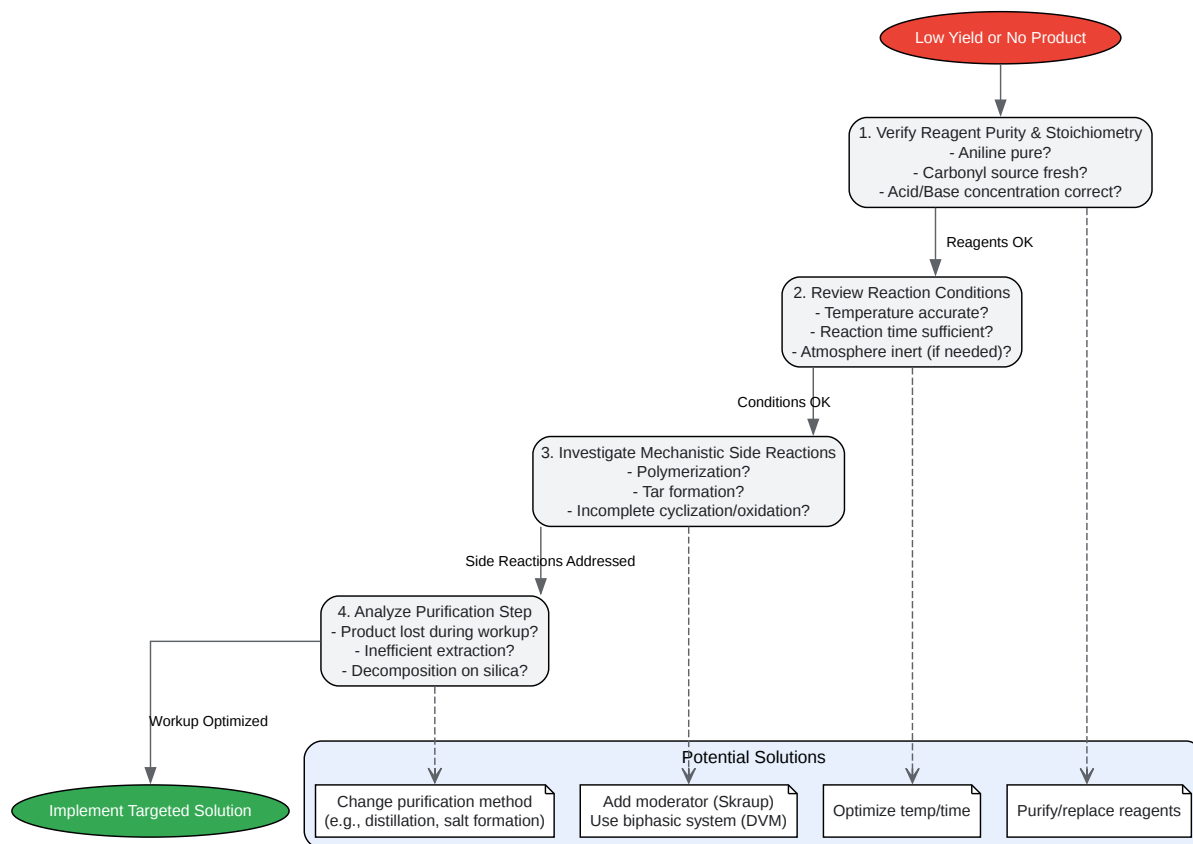 Low Yield or No Product
1. Verify Reagent Purity & Stoichiometry
- Aniline pure?
- Carbonyl source fresh?
- Acid/Base concentration correct?
Reagents OK
2. Review Reaction Conditions
- Temperature accurate?
- Reaction time sufficient?
- Atmosphere inert (if needed)?
Conditions OK
3. Investigate Mechanistic Side Reactions
- Polymerization?
- Tar formation?
- Incomplete cyclization/oxidation?
Side Reactions Addressed
4. Analyze Purification Step
- Product lost during workup?
- Inefficient extraction?
- Decomposition on silica?
Workup Optimized
Implement Targeted Solution
Potential Solutions
Change purification method
(e.g., distillation, salt formation)
Add moderator (Skraup)
Use biphasic system (DVM)
Optimize temp/time
Purify/replace reagents